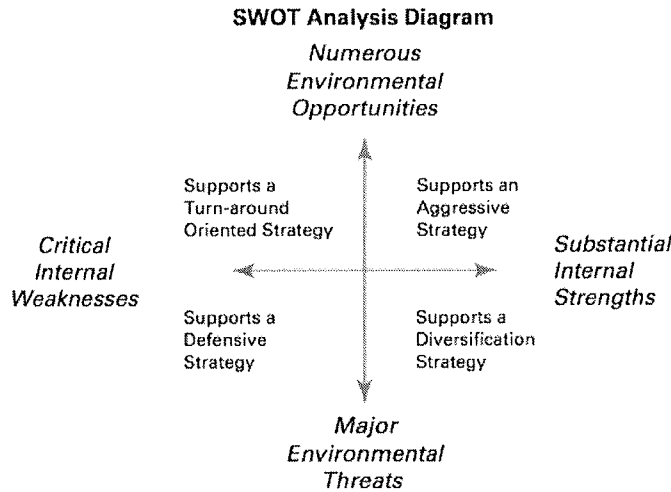 SWOT Analysis Diagram
Numerous
Environmental
Opportunities
Supports a
Turn-around
Oriented Strategy
Supports an
Aggressive
Strategy
Critical
Internal
Weaknesses
Substantial
Internal
Strengths
Supports a
Defensive
Strategy
Supports a
Diversification
Strategy
Major
Environmental
Threats